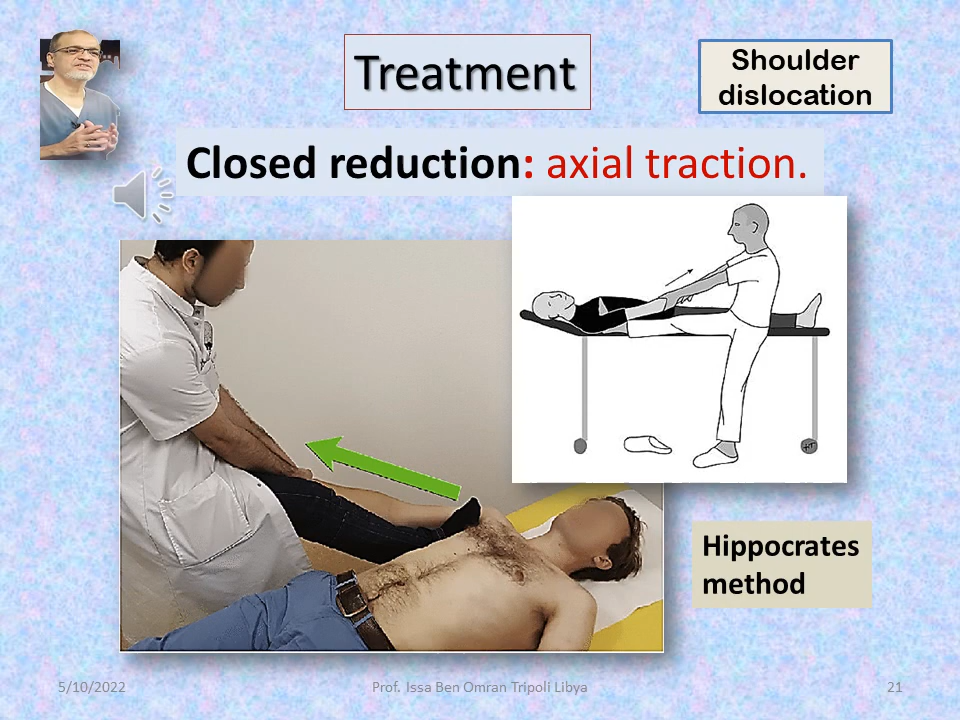 Treatment
Shoulder
dislocation
Closed reduction: axial traction.
Hippocrates
method
5/10/2022
Prof. Issa Ben Omran Tripoli Libya
21